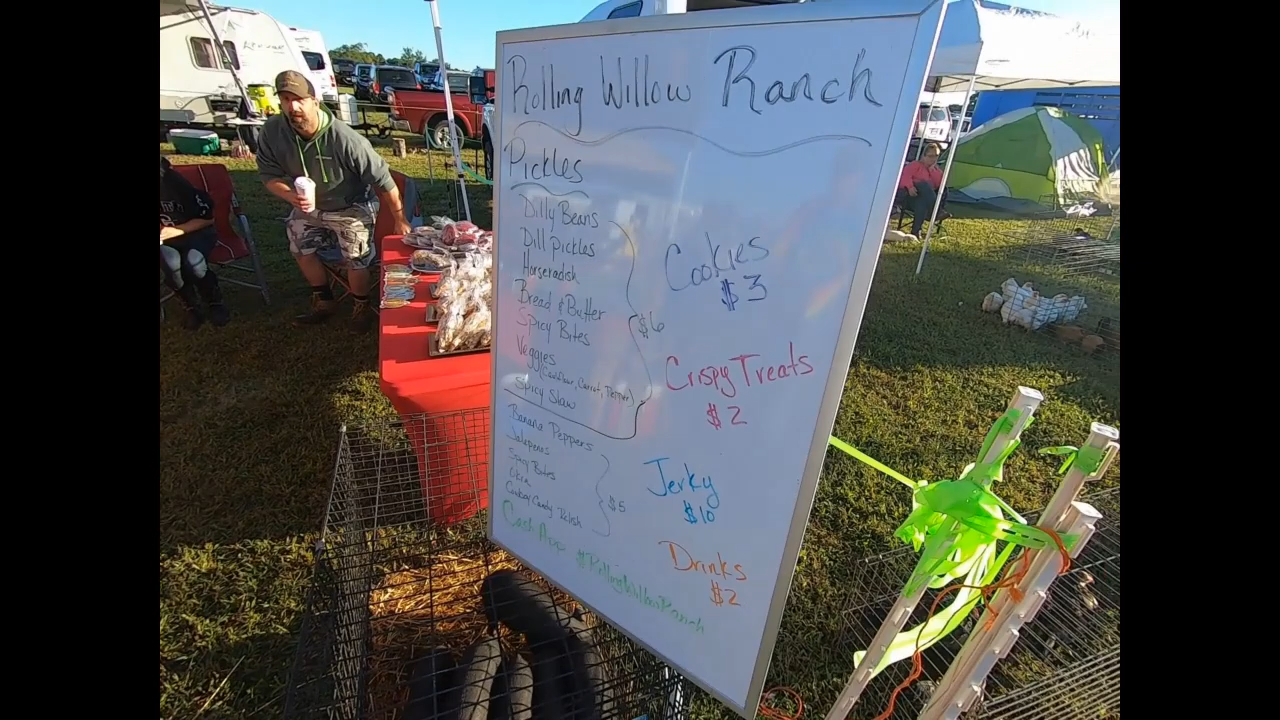 Rolling Willow Ranch
Pickles
Dilly Beans
Dill Pickles
Horseradish
Bread & Butter
Spicy Bites
Veggies
(Cauliflower, Carrot, Pepper)
Spicy Slaw
$6
Banana Peppers
Jalepenos
Spicy Bites
Okra
Cowboy Candy Relish
$5
Cash App #RollingWillowRanch
Cookies
$3
Crispy Treats
$2
Jerky
$10
Drinks
$2